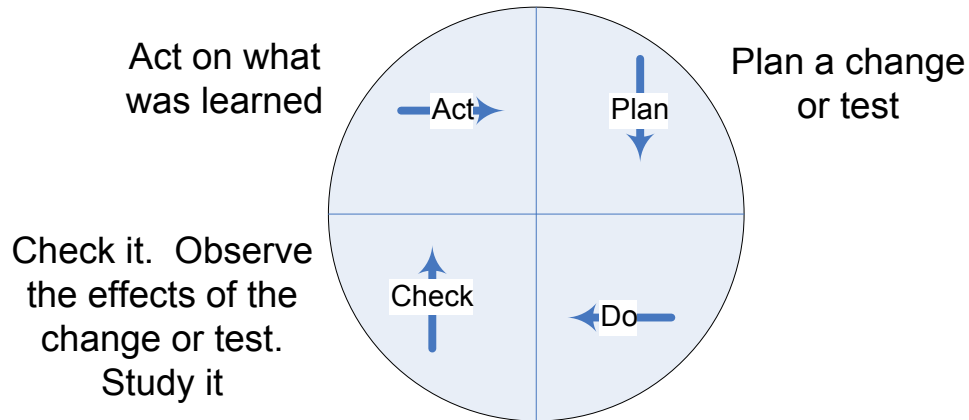 Act on what
was learned
Act
Plan
Plan a change
or test
Check it. Observe
the effects of the
change or test.
Study it
Check
Do